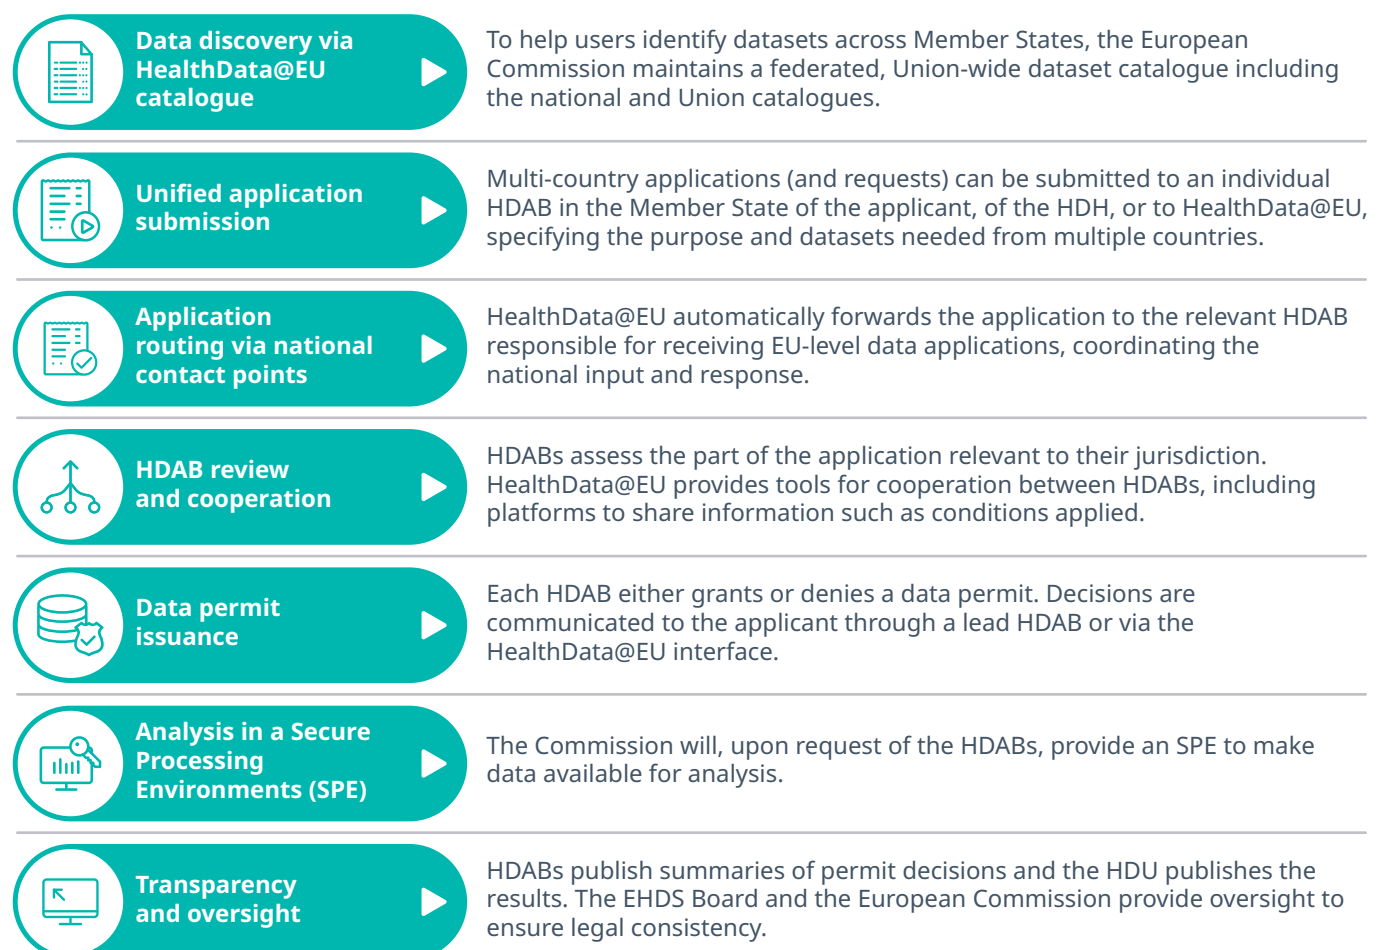 Data discovery via
HealthData@EU
catalogue
To help users identify datasets across Member States, the European
Commission maintains a federated, Union-wide dataset catalogue including
the national and Union catalogues.
Unified application
submission
Multi-country applications (and requests) can be submitted to an individual
HDAB in the Member State of the applicant, of the HDH, or to HealthData@EU,
specifying the purpose and datasets needed from multiple countries.
Application
routing via national
contact points
HealthData@EU automatically forwards the application to the relevant HDAB
responsible for receiving EU-level data applications, coordinating the
national input and response.
HDAB review
and cooperation
HDABs assess the part of the application relevant to their jurisdiction.
HealthData@EU provides tools for cooperation between HDABs, including
platforms to share information such as conditions applied.
Data permit
issuance
Each HDAB either grants or denies a data permit. Decisions are
communicated to the applicant through a lead HDAB or via the
HealthData@EU interface.
Analysis in a Secure
Processing
Environments (SPE)
The Commission will, upon request of the HDABs, provide an SPE to make
data available for analysis.
Transparency
and oversight
HDABs publish summaries of permit decisions and the HDU publishes the
results. The EHDS Board and the European Commission provide oversight to
ensure legal consistency.